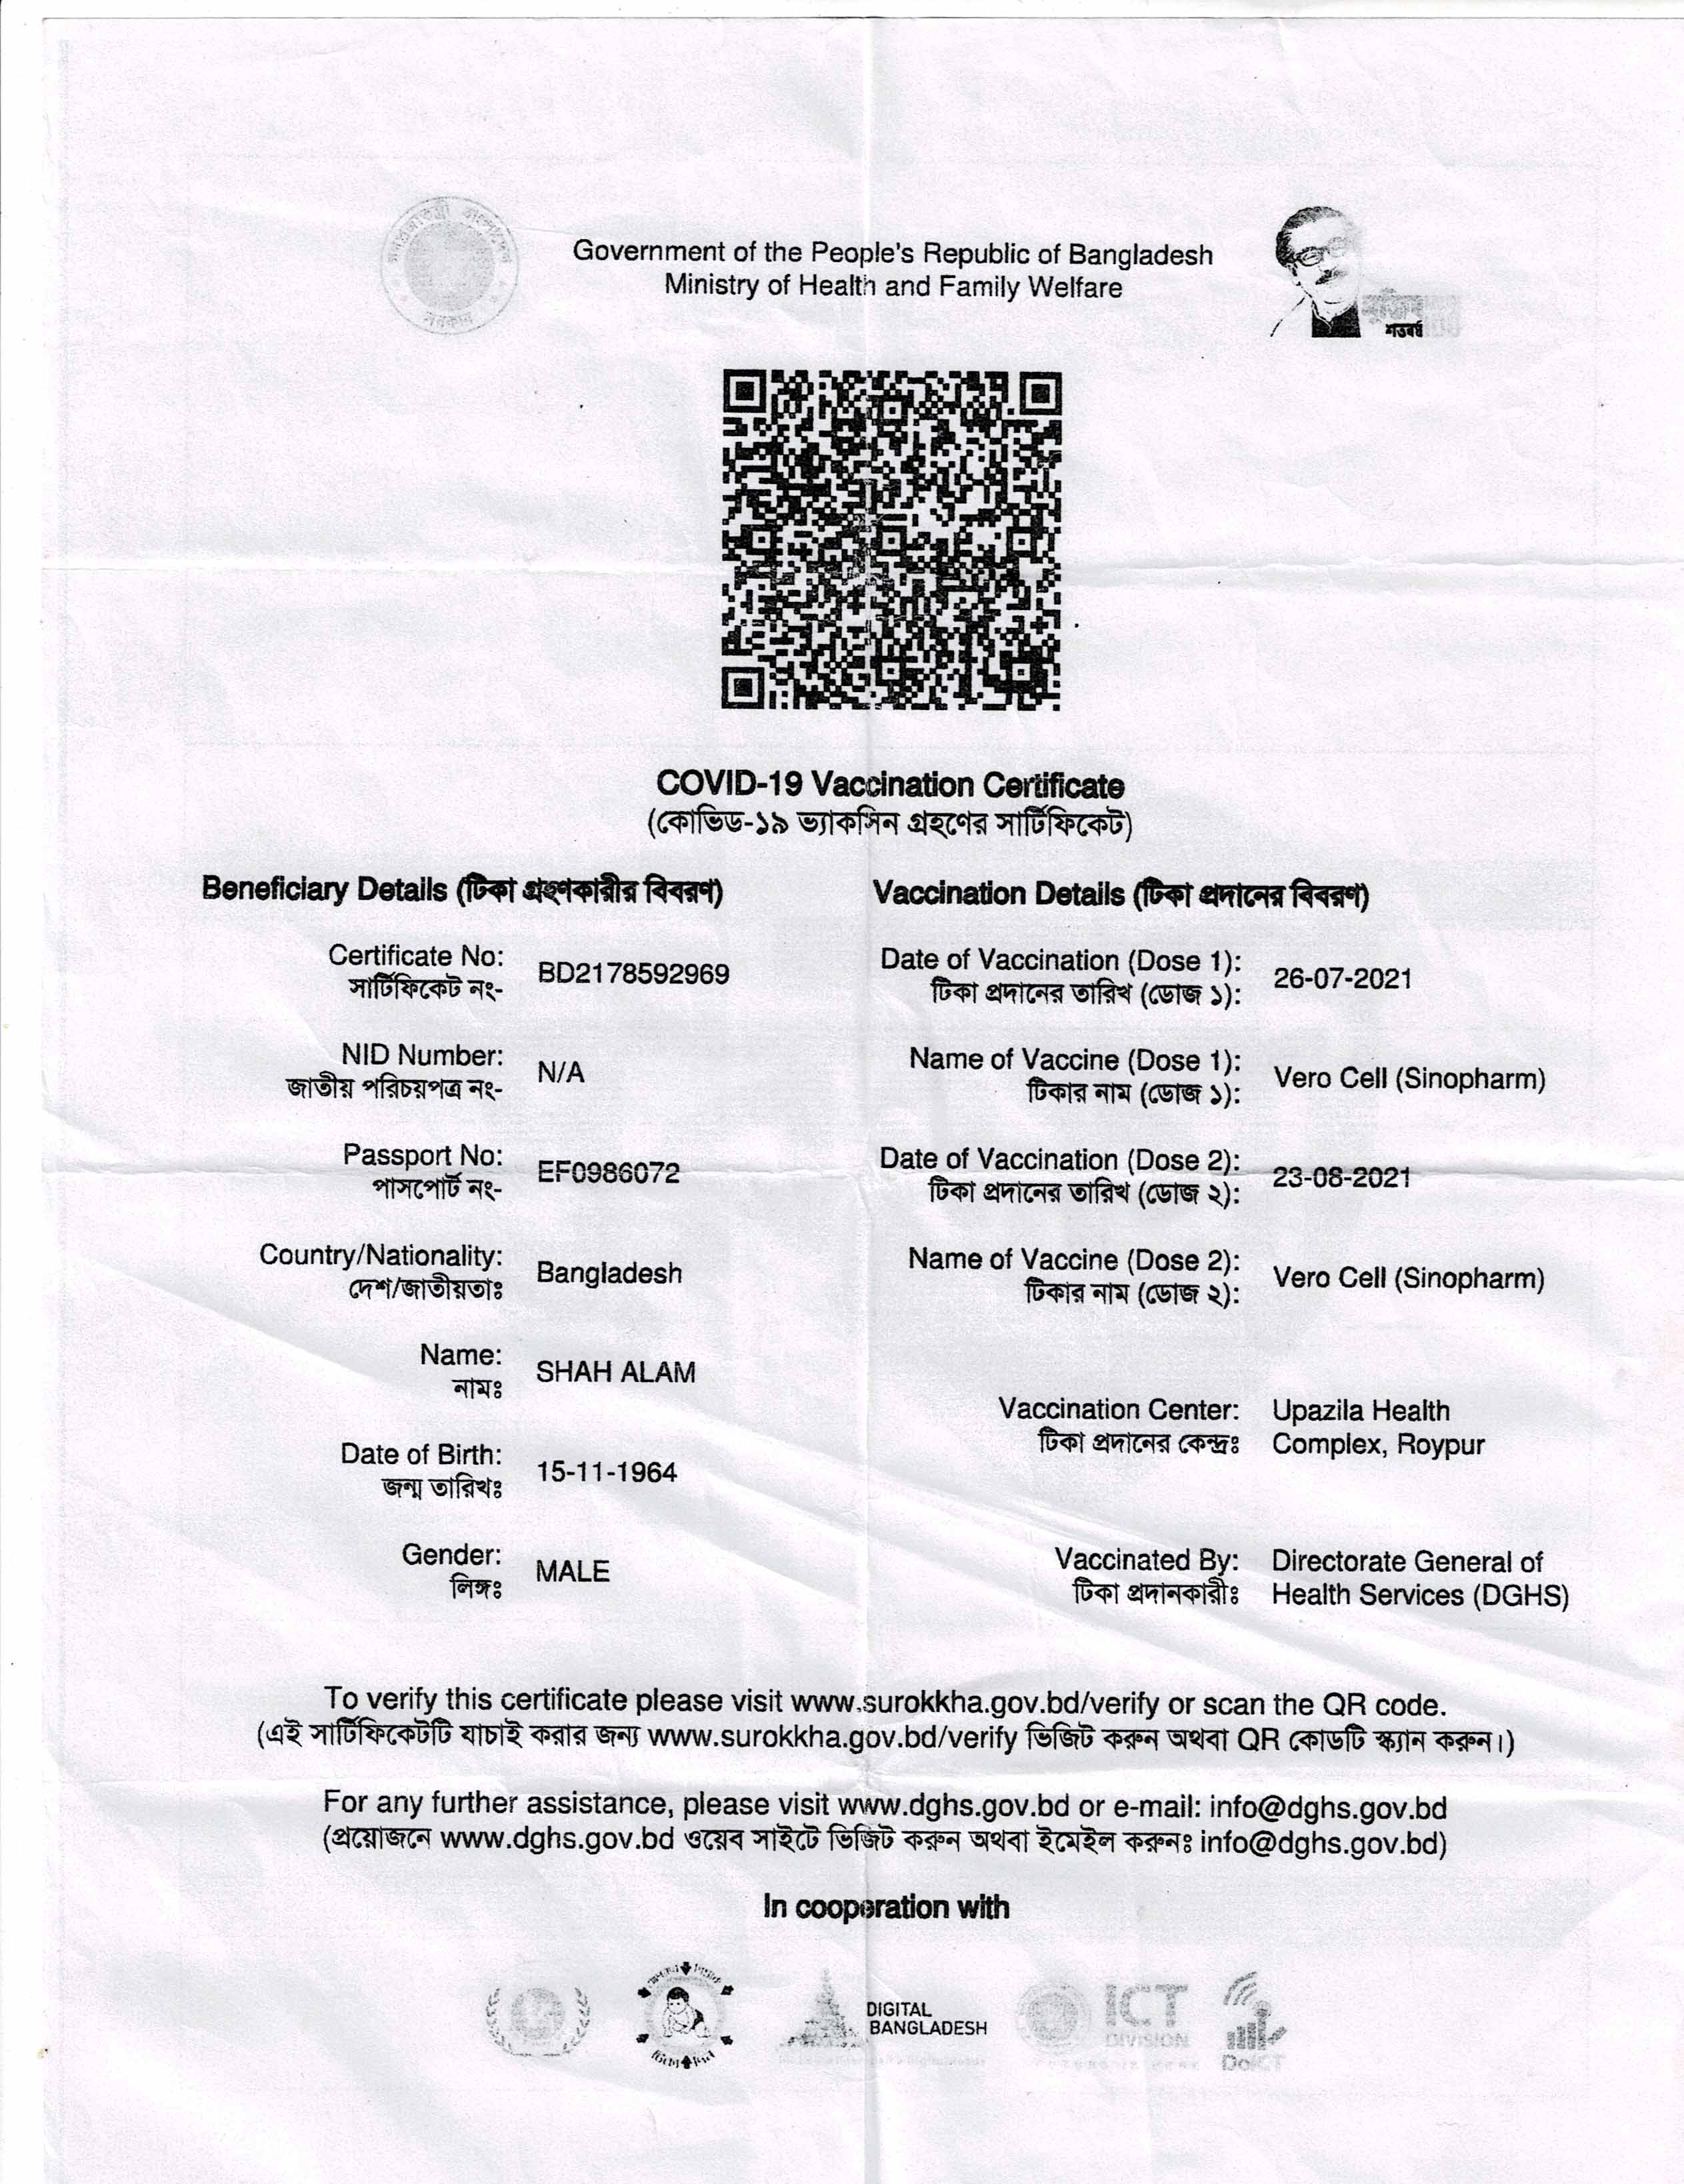 Government of the People's Republic of Bangladesh
Ministry of Health and Family Welfare
শতবর্ষ
COVID-19 Vaccination Certificate
(কোভিড-১৯ ভ্যাকসিন গ্রহণের সার্টিফিকেট)
Beneficiary Details (টিকা গ্রহণকারীর বিবরণ)
Certificate No: BD2178592969
সার্টিফিকেট নং-
NID Number: N/A
জাতীয় পরিচয়পত্র নং-
Passport No: EF0986072
পাসপোর্ট নং-
Country/Nationality: Bangladesh
দেশ/জাতীয়তাঃ
Name: SHAH ALAM
নামঃ
Date of Birth: 15-11-1964
জন্ম তারিখঃ
Gender: MALE
লিঙ্গঃ
Vaccination Details (টিকা প্রদানের বিবরণ)
Date of Vaccination (Dose 1): 26-07-2021
টিকা প্রদানের তারিখ (ডোজ ১):
Name of Vaccine (Dose 1): Vero Cell (Sinopharm)
টিকার নাম (ডোজ ১):
Date of Vaccination (Dose 2): 23-08-2021
টিকা প্রদানের তারিখ (ডোজ ২):
Name of Vaccine (Dose 2): Vero Cell (Sinopharm)
টিকার নাম (ডোজ ২):
Vaccination Center: Upazila Health
টিকা প্রদানের কেন্দ্রঃ Complex, Roypur
Vaccinated By: Directorate General of
টিকা প্রদানকারীঃ Health Services (DGHS)
To verify this certificate please visit www.surokkha.gov.bd/verify or scan the QR code.
(এই সার্টিফিকেটটি যাচাই করার জন্য www.surokkha.gov.bd/verify ভিজিট করুন অথবা QR কোডটি স্ক্যান করুন।)
For any further assistance, please visit www.dghs.gov.bd or e-mail: info@dghs.gov.bd
(প্রয়োজনে www.dghs.gov.bd ওয়েব সাইটে ভিজিট করুন অথবা ইমেইল করুনঃ info@dghs.gov.bd)
In cooperation with
DIGITAL
BANGLADESH
ICT
DIVISION
DoICT